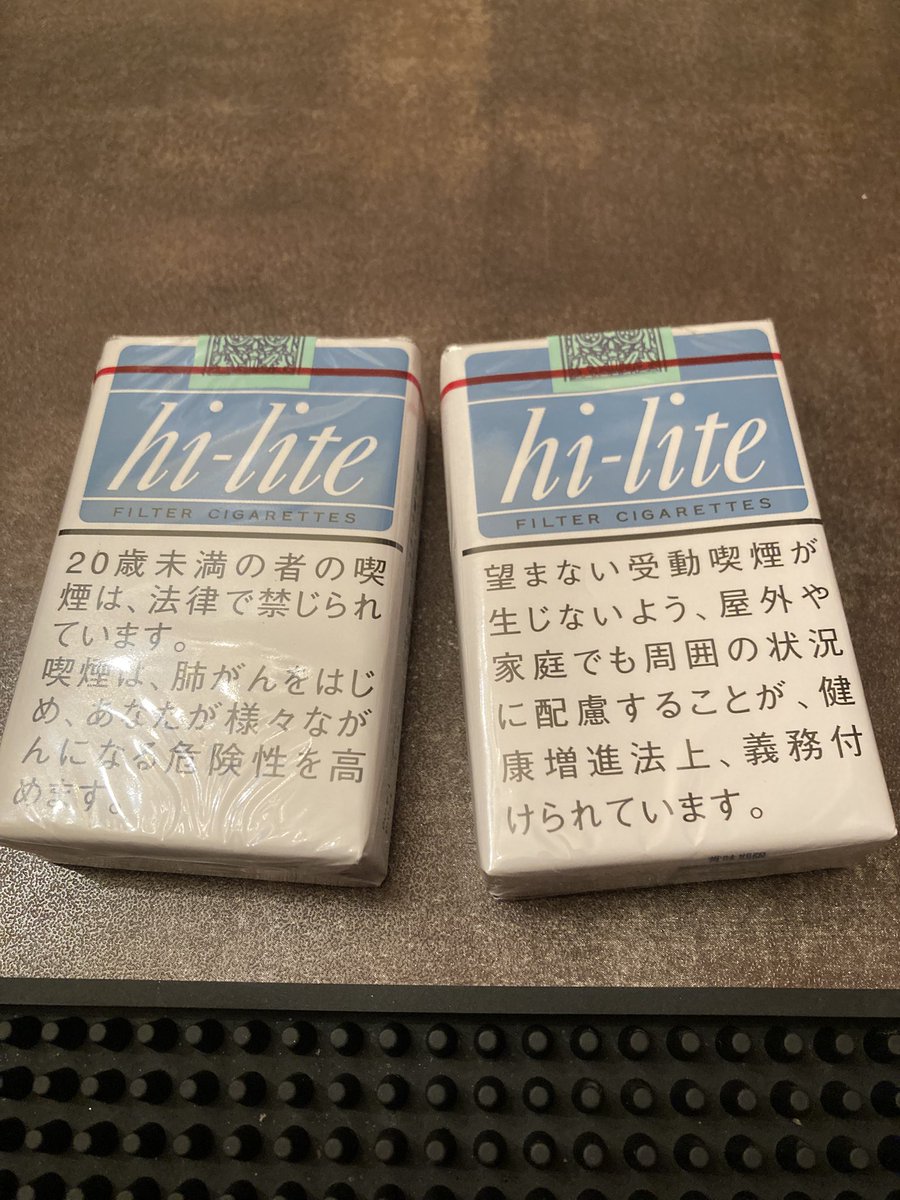 hi-lite
FILTER CIGARETTES
20歳未満の者の喫
煙は、法律で禁じられ
ています。
喫煙は、肺がんをはじ
め、あなたが様々なが
んになる危険性を高
めます。
hi-lite
FILTER CIGARETTES
望まない受動喫煙が
生じないよう、屋外や
家庭でも周囲の状況
に配慮することが、健
康増進法上、義務付
けられています。